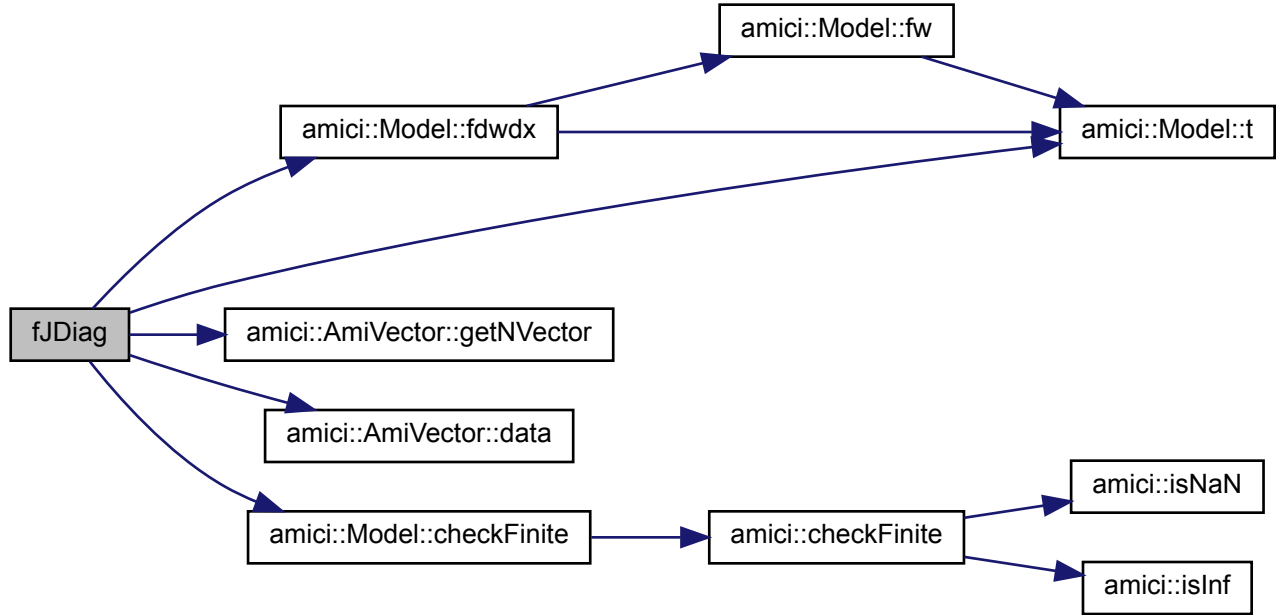 amici::Model::fw
amici::Model::fdwdx
amici::Model::t
fJDiag
amici::AmiVector::getNVector
amici::AmiVector::data
amici::isNaN
amici::Model::checkFinite
amici::checkFinite
amici::isInf